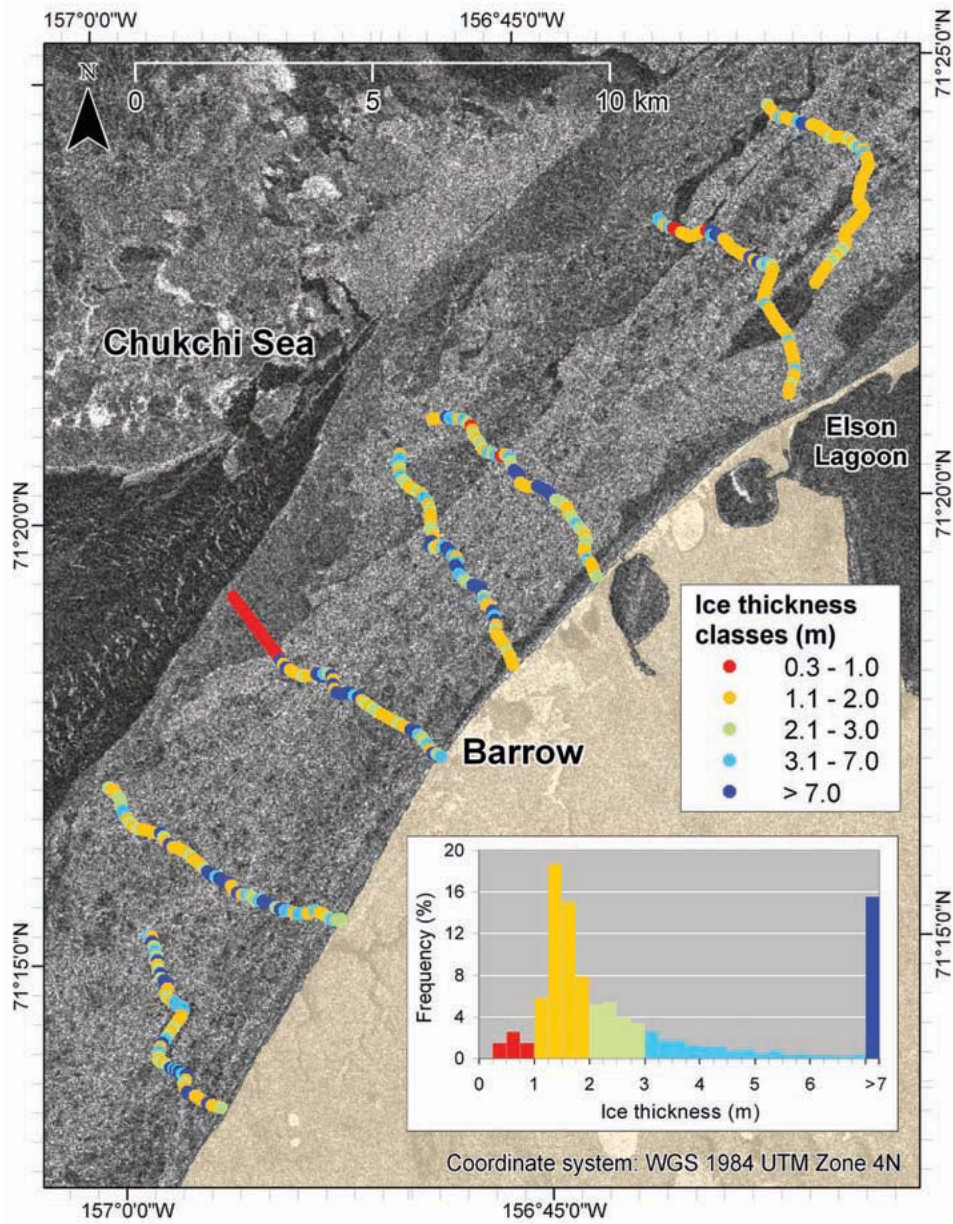 157°0'0"W
156°45'0"W
71°25'0"N
N
0 5 10 km
Chukchi Sea
Elson
Lagoon
71°20'0"N
71°20'0"N
Ice thickness
classes (m)
0.3 - 1.0
1.1 - 2.0
2.1 - 3.0
3.1 - 7.0
> 7.0
Barrow
71°15'0"N
71°15'0"N
20
16
12
8
4
0
Frequency (%)
0 1 2 3 4 5 6 >7
Ice thickness (m)
Coordinate system: WGS 1984 UTM Zone 4N
157°0'0"W
156°45'0"W